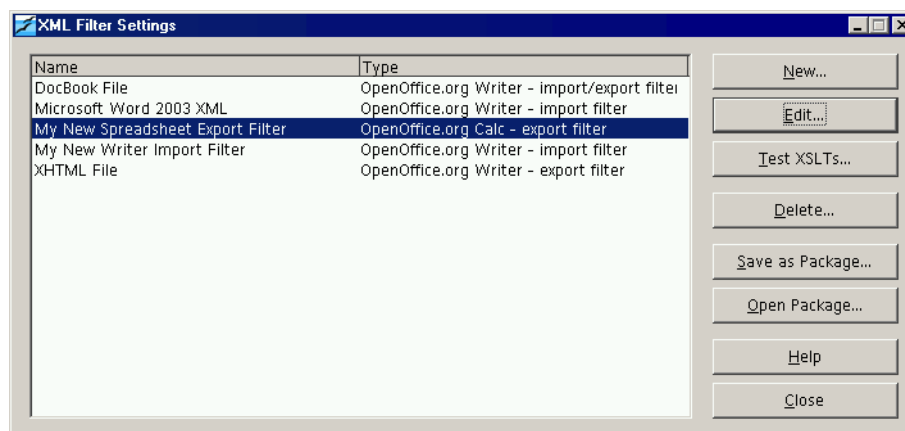 XML Filter Settings
Name Type
DocBook File OpenOffice.org Writer - import/export filter
Microsoft Word 2003 XML OpenOffice.org Writer - import filter
My New Spreadsheet Export Filter OpenOffice.org Calc - export filter
My New Writer Import Filter OpenOffice.org Writer - import filter
XHTML File OpenOffice.org Writer - export filter
New...
Edit...
Test XSLTs...
Delete...
Save as Package...
Open Package...
Help
Close